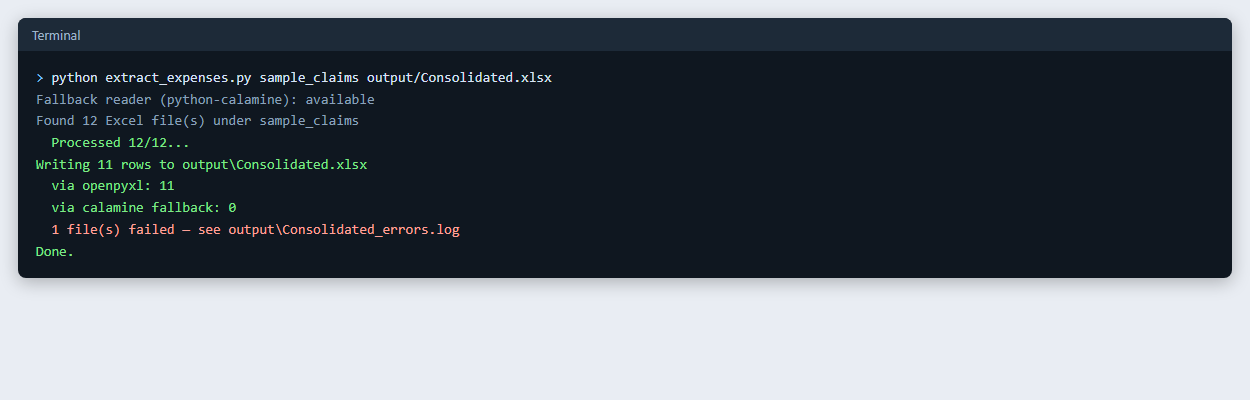 Terminal
> python extract_expenses.py sample_claims output/Consolidated.xlsx
Fallback reader (python-calamine): available
Found 12 Excel file(s) under sample_claims
Processed 12/12...
Writing 11 rows to output\Consolidated.xlsx
via openpyxl: 11
via calamine fallback: 0
1 file(s) failed — see output\Consolidated_errors.log
Done.